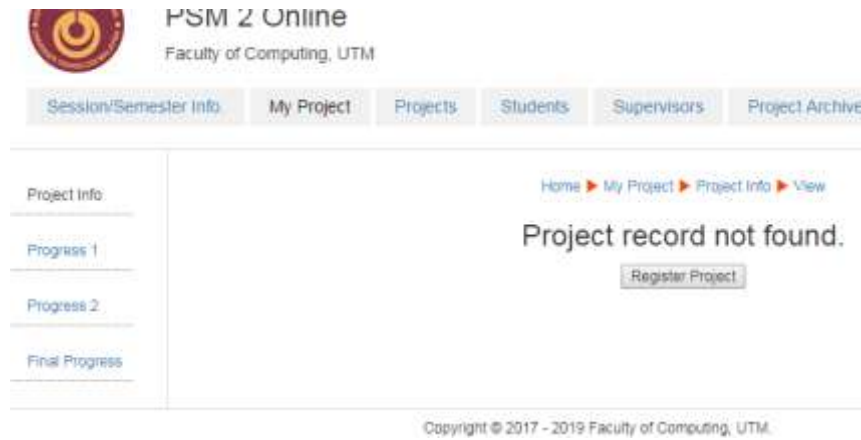 PSM 2 Online
Faculty of Computing, UTM
Session/Semester Info. My Project Projects Students Supervisors Project Archive
Home My Project Project Info View
Project Info
Progress 1
Progress 2
Final Progress
Project record not found.
Register Project
Copyright © 2017 - 2019 Faculty of Computing, UTM.